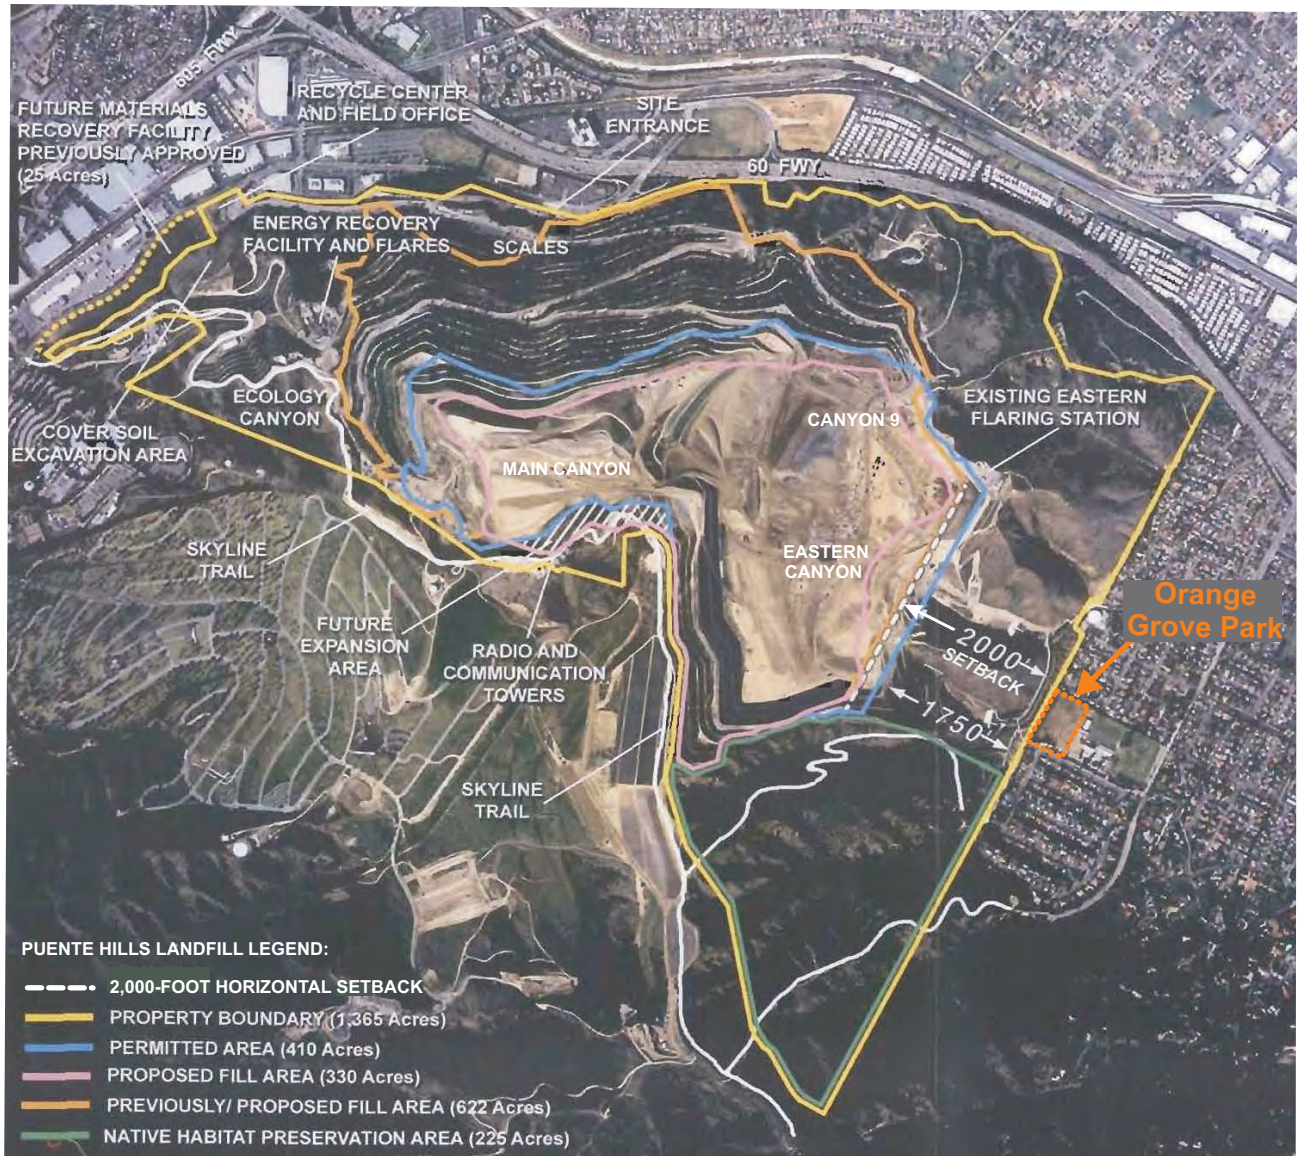 605 FWY
FUTURE MATERIALS
RECOVERY FACILITY
PREVIOUSLY APPROVED
(25 Acres)
RECYCLE CENTER
AND FIELD OFFICE
SITE
ENTRANCE
60 FWY
ENERGY RECOVERY
FACILITY AND FLARES
SCALES
ECOLOGY
CANYON
COVER SOIL
EXCAVATION AREA
MAIN CANYON
CANYON 9
EXISTING EASTERN
FLARING STATION
SKYLINE
TRAIL
EASTERN
CANYON
FUTURE
EXPANSION
AREA
RADIO AND
COMMUNICATION
TOWERS
2000'
SETBACK
1750'
Orange
Grove Park
SKYLINE
TRAIL
PUENTE HILLS LANDFILL LEGEND:
2,000-FOOT HORIZONTAL SETBACK
PROPERTY BOUNDARY (1,365 Acres)
PERMITTED AREA (410 Acres)
PROPOSED FILL AREA (330 Acres)
PREVIOUSLY/ PROPOSED FILL AREA (622 Acres)
NATIVE HABITAT PRESERVATION AREA (225 Acres)